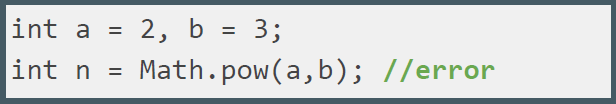 int a = 2, b = 3;
int n = Math.pow(a,b); //error